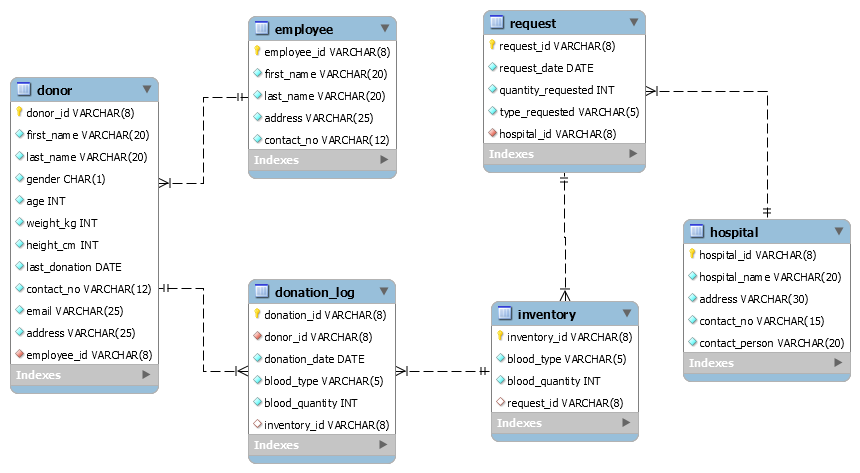 employee
employee_id VARCHAR(8)
first_name VARCHAR(20)
last_name VARCHAR(20)
address VARCHAR(25)
contact_no VARCHAR(12)
Indexes
request
request_id VARCHAR(8)
request_date DATE
quantity_requested INT
type_requested VARCHAR(5)
hospital_id VARCHAR(8)
Indexes
donor
donor_id VARCHAR(8)
first_name VARCHAR(20)
last_name VARCHAR(20)
gender CHAR(1)
age INT
weight_kg INT
height_cm INT
last_donation DATE
contact_no VARCHAR(12)
email VARCHAR(25)
address VARCHAR(25)
employee_id VARCHAR(8)
Indexes
hospital
hospital_id VARCHAR(8)
hospital_name VARCHAR(20)
address VARCHAR(30)
contact_no VARCHAR(15)
contact_person VARCHAR(20)
Indexes
donation_log
donation_id VARCHAR(8)
donor_id VARCHAR(8)
donation_date DATE
blood_type VARCHAR(5)
blood_quantity INT
inventory_id VARCHAR(8)
Indexes
inventory
inventory_id VARCHAR(8)
blood_type VARCHAR(5)
blood_quantity INT
request_id VARCHAR(8)
Indexes